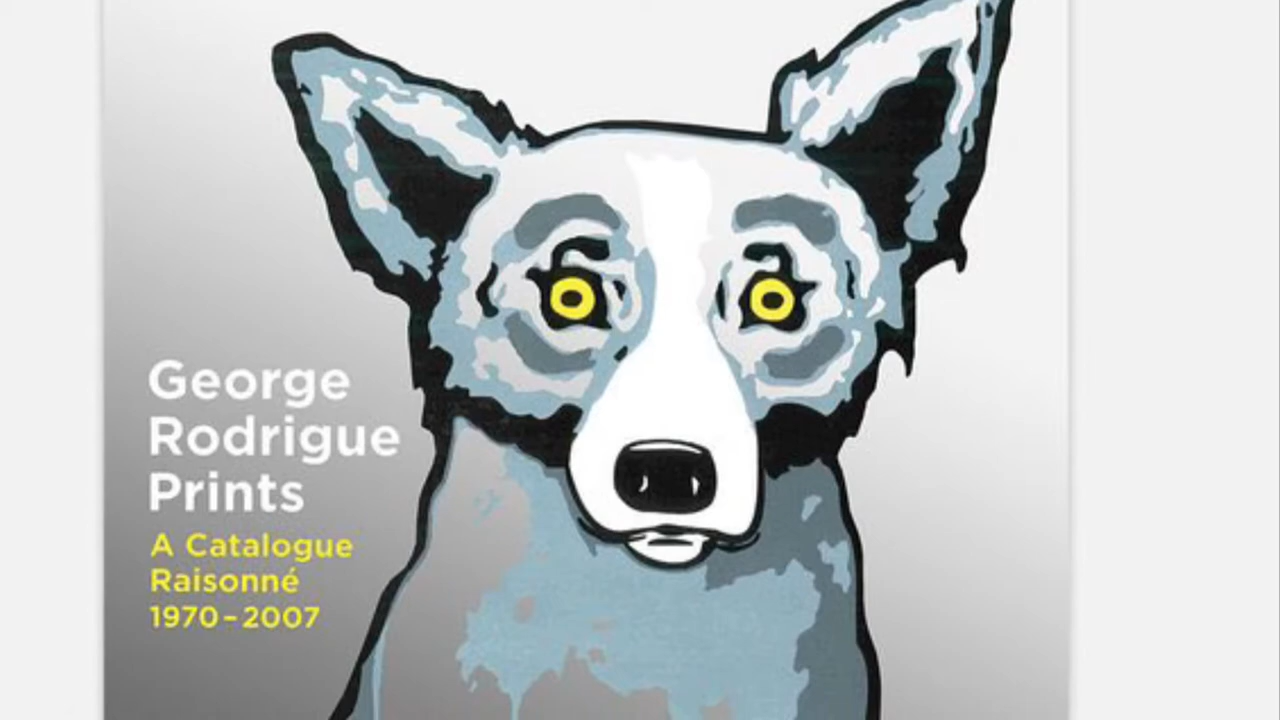 George
Rodrigue
Prints
A Catalogue
Raisonné
1970–2007